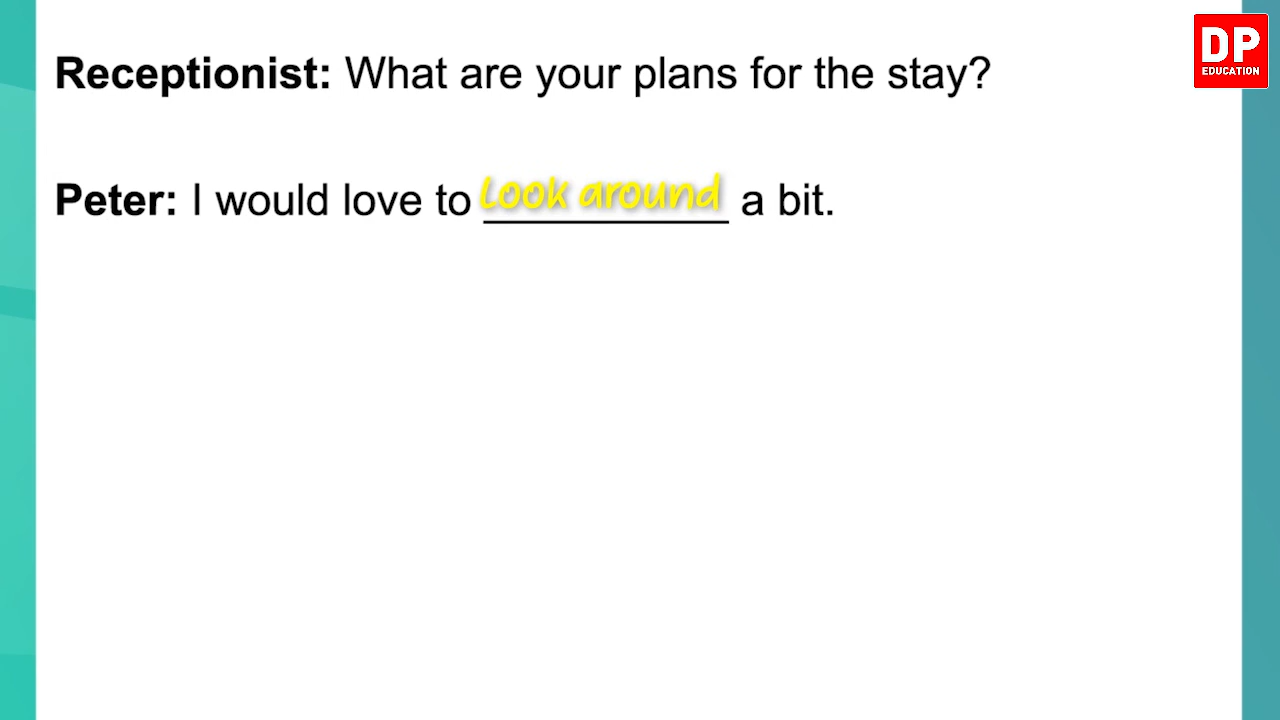 DP
EDUCATION
Receptionist: What are your plans for the stay?
Peter: I would love to Look around a bit.